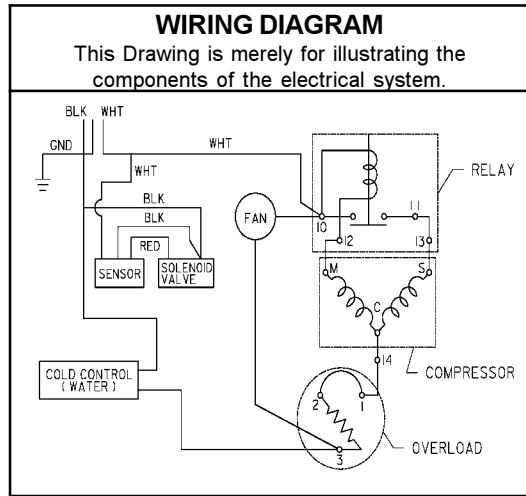 WIRING DIAGRAM
This Drawing is merely for illustrating the
components of the electrical system.
BLK WHT
GND
WHT
WHT
BLK
BLK
RED
SENSOR
SOLENOID
VALVE
FAN
RELAY
10
11
12
13
M
S
C
14
COMPRESSOR
COLD CONTROL
(WATER)
2
1
3
OVERLOAD